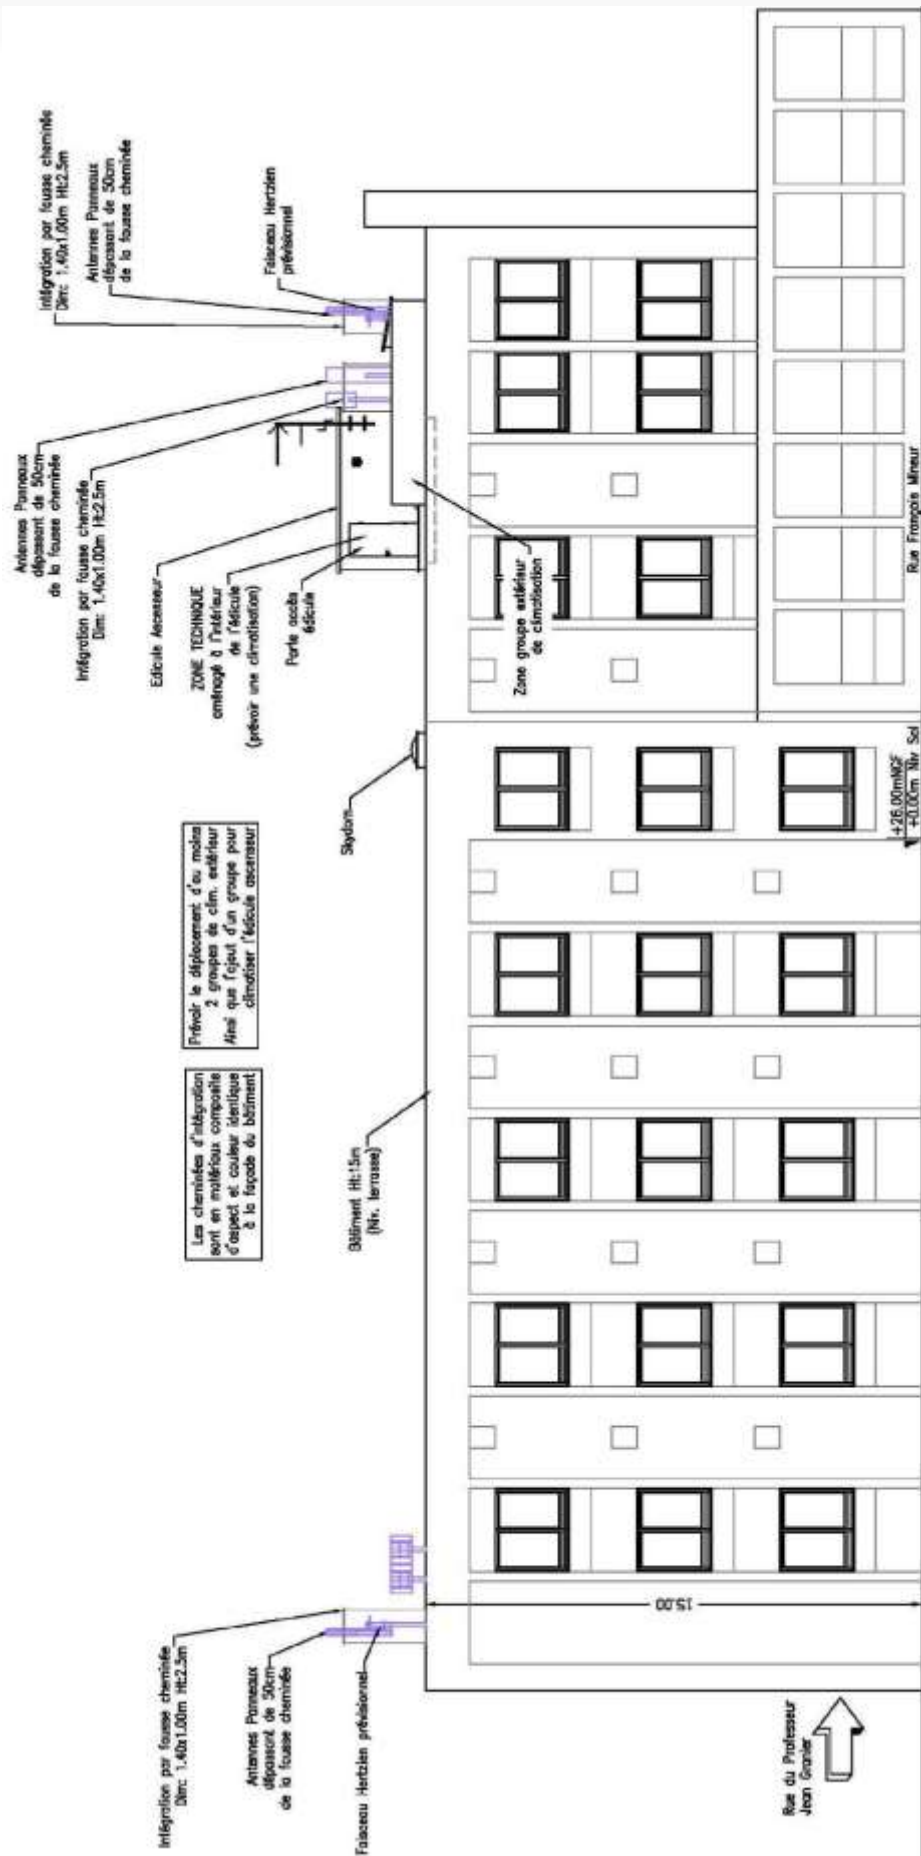 Intégration par fausse cheminée
Dim: 1.40x1.00m Ht:2.5m
Antennes Panneaux
dépassant de 50cm
de la fausse cheminée
Faisceau Hertzien prévisionnel
Les cheminées d'intégration
sont en matériaux composite
d'aspect et couleur identique
à la façade du bâtiment
Prévoir le déplacement d'au moins
2 groupes de clim. extérieur
Ainsi que l'ajout d'un groupe pour
climatiser l'édicule ascenseur
Bâtiment Ht:15m
(Niv. terrasse)
Skydom
Antennes Panneaux
dépassant de 50cm
de la fausse cheminée
Intégration par fausse cheminée
Dim: 1.40x1.00m Ht:2.5m
Edicule Ascenseur
ZONE TECHNIQUE
aménagé à l'intérieur
de l'édicule
(prévoir une climatisation)
Porte accès
édicule
Intégration par fausse cheminée
Dim: 1.40x1.00m Ht:2.5m
Antennes Panneaux
dépassant de 50cm
de la fausse cheminée
Faisceau Hertzien
prévisionnel
Zone groupe extérieur
de climatisation
15.00
Rue du Professeur
Jean Granier
+26.00mNGF
+0.00m Niv Sol
Rue François Mineur